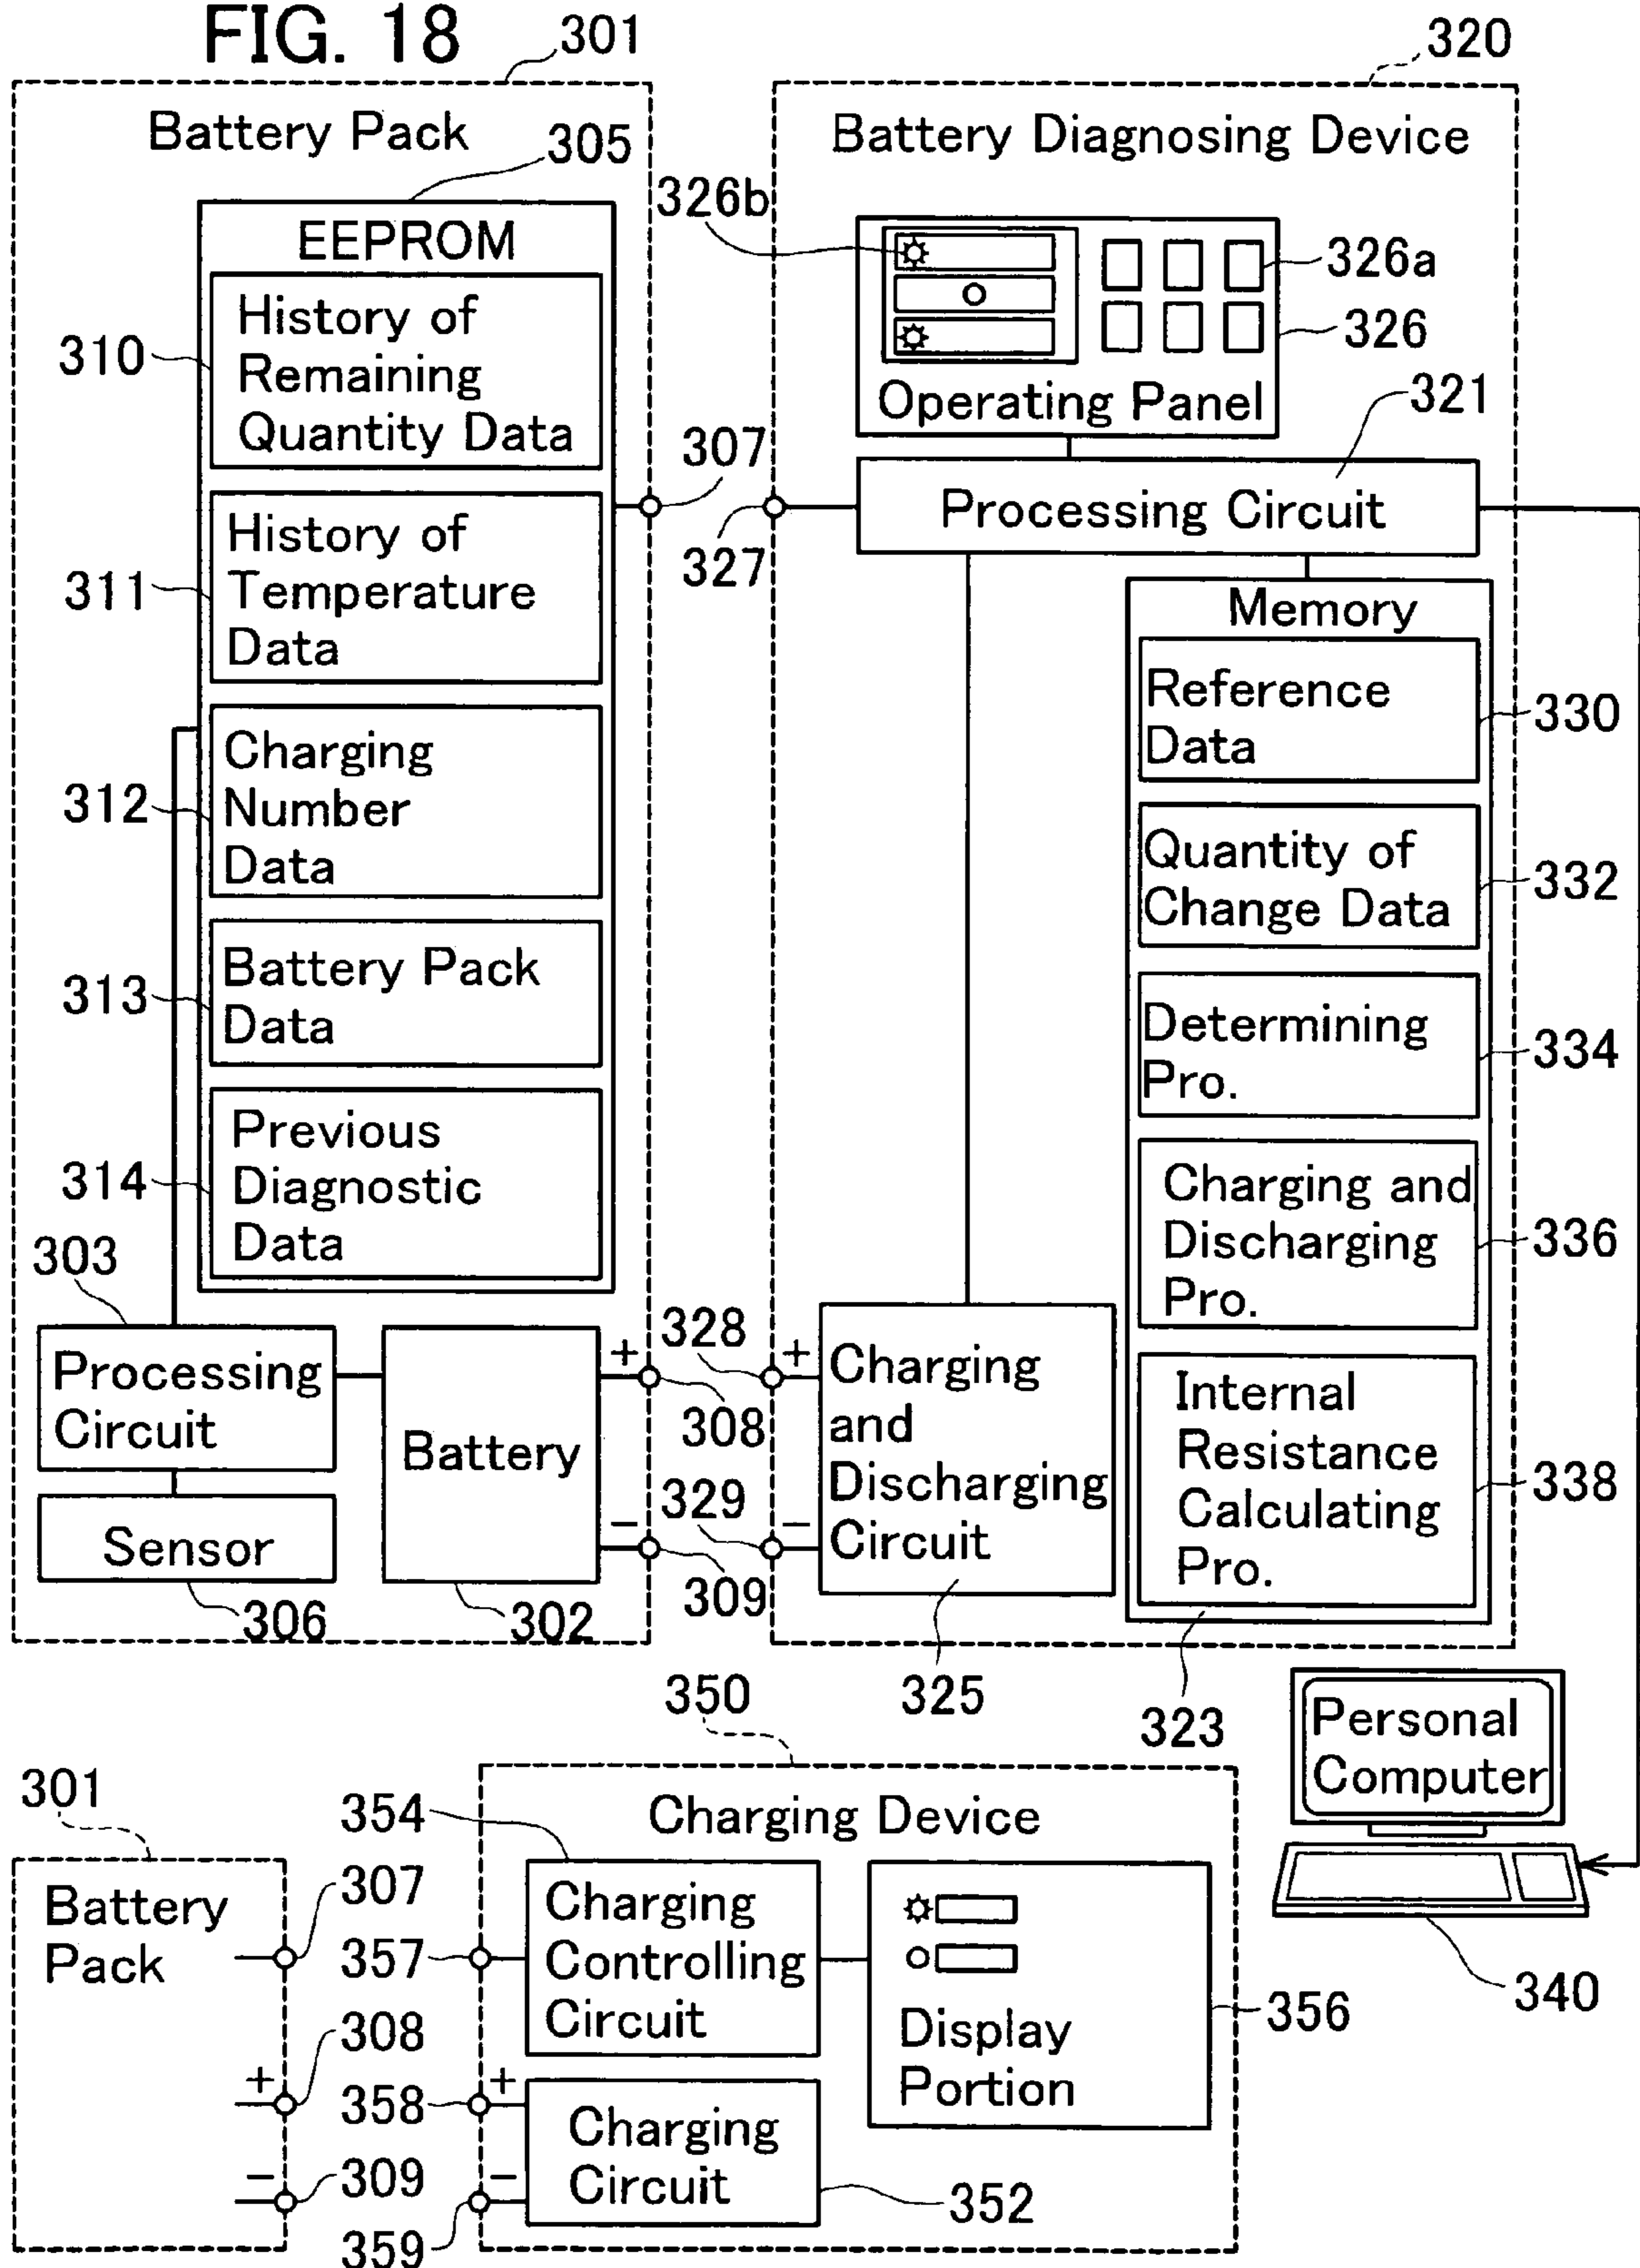 FIG. 18
301
320
Battery Pack
305
EEPROM
310
History of
Remaining
Quantity Data
307
311
History of
Temperature
Data
312
Charging
Number
Data
313
Battery Pack
Data
314
Previous
Diagnostic
Data
303
Processing
Circuit
Battery
+
308
−
309
Sensor
306
302
Battery Diagnosing Device
326b
326a
326
Operating Panel
321
327
Processing Circuit
Memory
Reference
Data
330
Quantity of
Change Data
332
Determining
Pro.
334
Charging and
Discharging
Pro.
336
Internal
Resistance
Calculating
Pro.
338
328
+
329
−
Charging
and
Discharging
Circuit
325
323
Personal
Computer
340
301
Battery
Pack
307
+
308
−
309
350
Charging Device
354
357
Charging
Controlling
Circuit
Display
Portion
356
358
+
359
−
Charging
Circuit
352